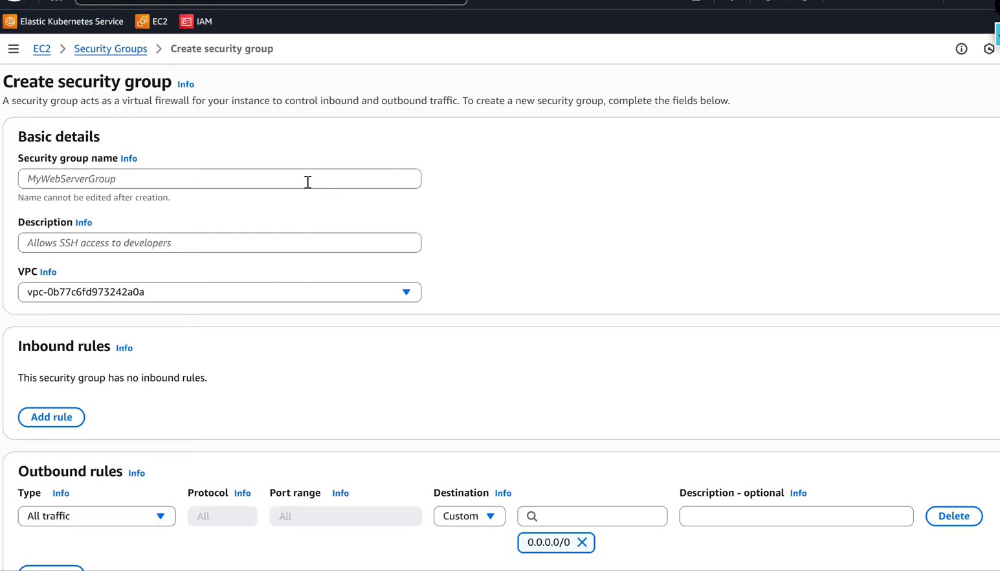 Elastic Kubernetes Service EC2 IAM
EC2 > Security Groups > Create security group
Create security group Info
A security group acts as a virtual firewall for your instance to control inbound and outbound traffic. To create a new security group, complete the fields below.
Basic details
Security group name Info
MyWebServerGroup
Name cannot be edited after creation.
Description Info
Allows SSH access to developers
VPC Info
vpc-0b77c6fd973242a0a
Inbound rules Info
This security group has no inbound rules.
Add rule
Outbound rules Info
Type Info Protocol Info Port range Info Destination Info Description - optional Info
All traffic All All Custom Delete
0.0.0.0/0